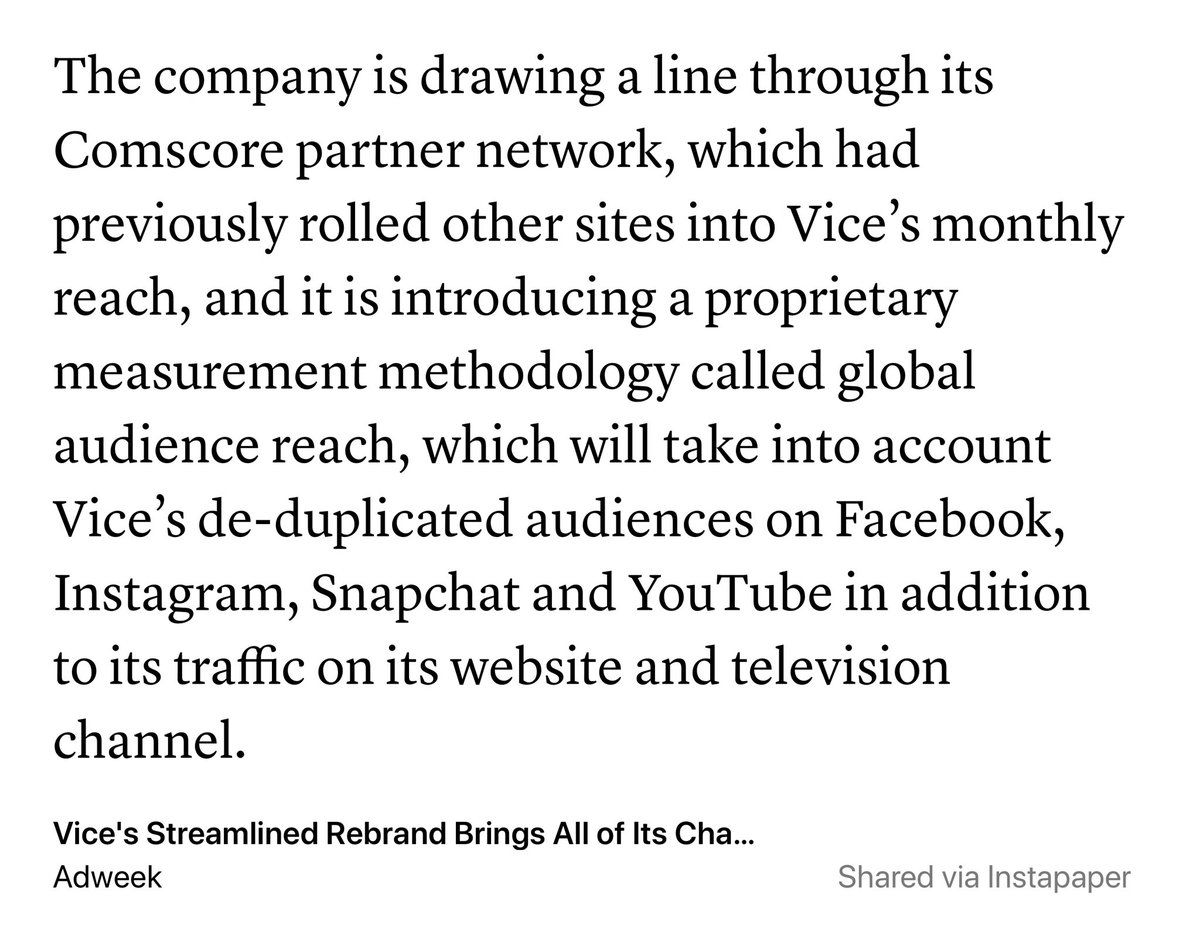 The company is drawing a line through its
Comscore partner network, which had
previously rolled other sites into Vice’s monthly
reach, and it is introducing a proprietary
measurement methodology called global
audience reach, which will take into account
Vice’s de-duplicated audiences on Facebook,
Instagram, Snapchat and YouTube in addition
to its traffic on its website and television
channel.
Vice's Streamlined Rebrand Brings All of Its Cha...
Adweek
Shared via Instapaper